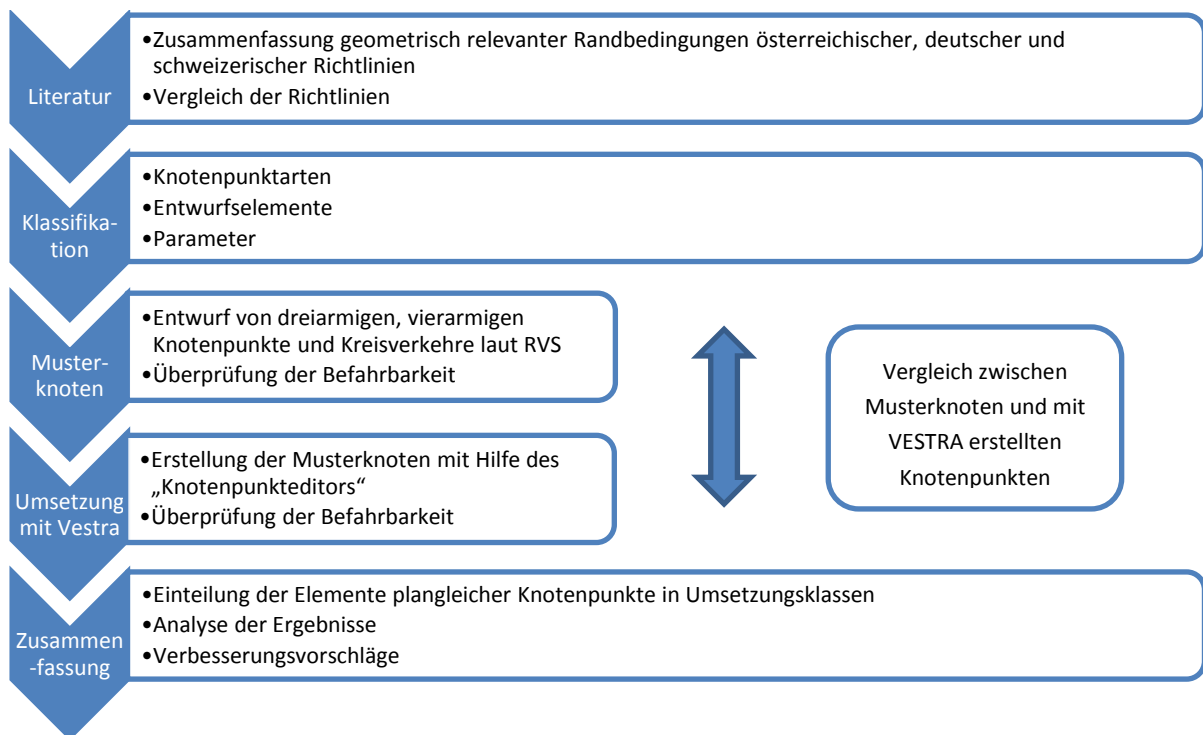 Literatur
•Zusammenfassung geometrisch relevanter Randbedingungen österreichischer, deutscher und
schweizerischer Richtlinien
•Vergleich der Richtlinien
Klassifika-
tion
•Knotenpunktarten
•Entwurfselemente
•Parameter
Muster-
knoten
•Entwurf von dreiarmigen, vierarmigen
Knotenpunkte und Kreisverkehre laut RVS
•Überprüfung der Befahrbarkeit
Umsetzung
mit Vestra
•Erstellung der Musterknoten mit Hilfe des
„Knotenpunkteditors“
•Überprüfung der Befahrbarkeit
Vergleich zwischen
Musterknoten und mit
VESTRA erstellten
Knotenpunkten
Zusammen
-fassung
•Einteilung der Elemente plangleicher Knotenpunkte in Umsetzungsklassen
•Analyse der Ergebnisse
•Verbesserungsvorschläge